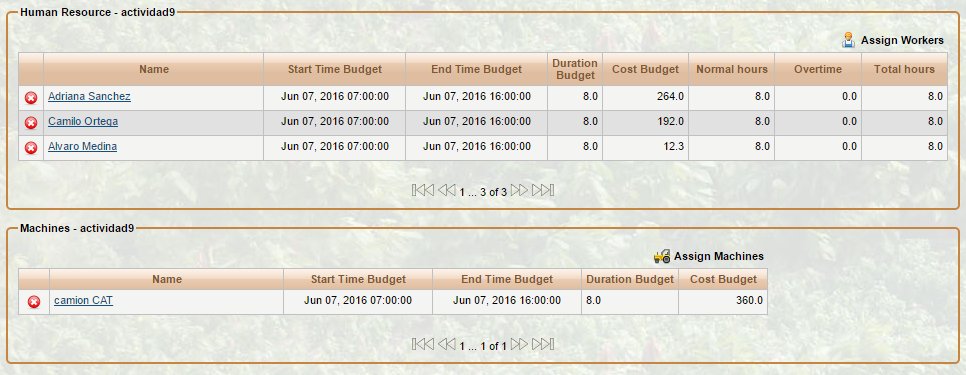 Human Resource - actividad9
Assign Workers
Name Start Time Budget End Time Budget Duration Budget Cost Budget Normal hours Overtime Total hours
Adriana Sanchez Jun 07, 2016 07:00:00 Jun 07, 2016 16:00:00 8.0 264.0 8.0 0.0 8.0
Camilo Ortega Jun 07, 2016 07:00:00 Jun 07, 2016 16:00:00 8.0 192.0 8.0 0.0 8.0
Alvaro Medina Jun 07, 2016 07:00:00 Jun 07, 2016 16:00:00 8.0 12.3 8.0 0.0 8.0
1 ... 3 of 3
Machines - actividad9
Assign Machines
Name Start Time Budget End Time Budget Duration Budget Cost Budget
camion CAT Jun 07, 2016 07:00:00 Jun 07, 2016 16:00:00 8.0 360.0
1 ... 1 of 1